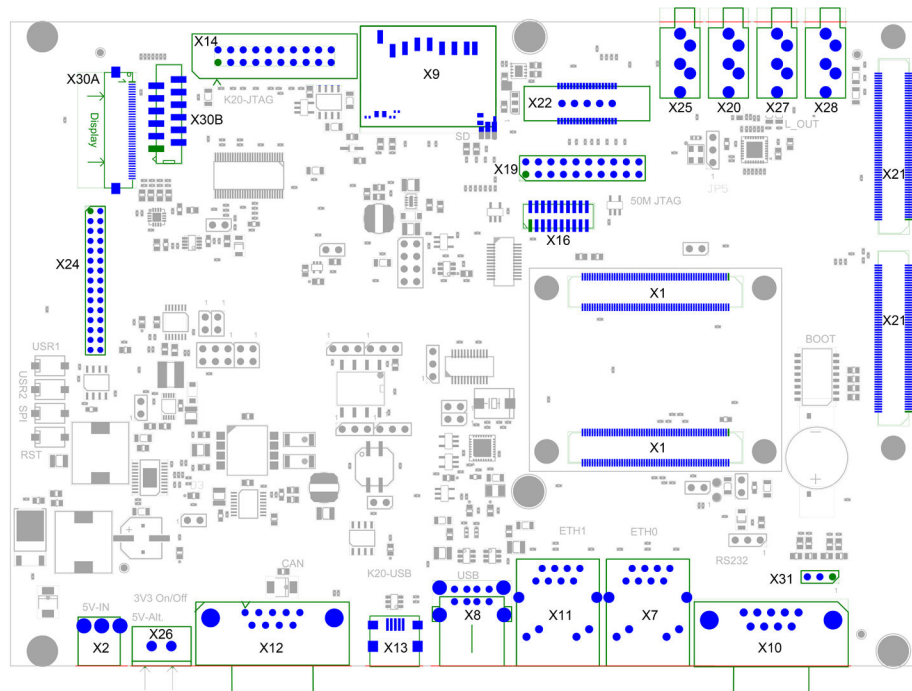 X14
X9
X25
X20
X27
X28
X30A
X30B
Display
K20-JTAG
X22
SD
L_OUT
X19
JP5
X21
50M JTAG
X16
X24
X1
X21
USR1
USR2
SPI
RST
BOOT
X1
RS232
ETH1
ETH0
CAN
K20-USB
USB
X31
5V-IN
3V3 On/Off
5V-Alt.
X2
X26
X12
X13
X8
X11
X7
X10